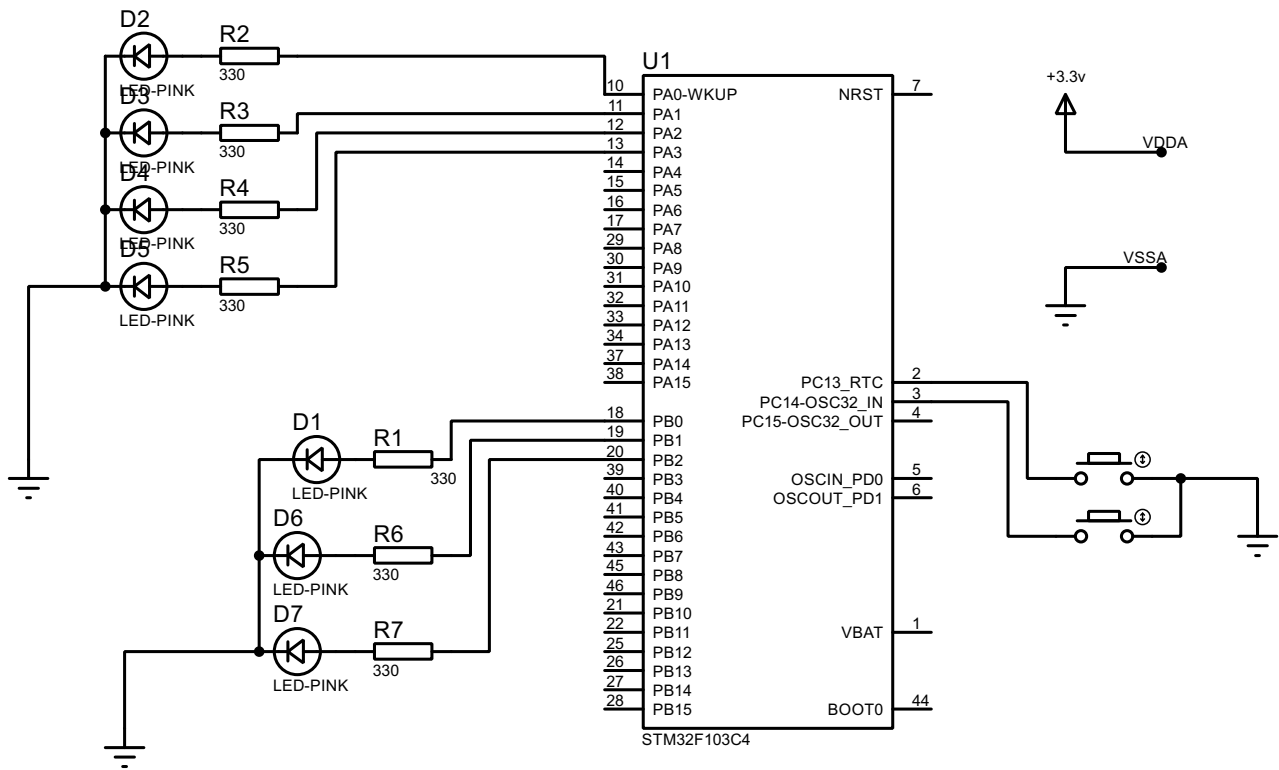 D2
R2
330
LED-PINK
D3
R3
330
LED-PINK
D4
R4
330
LED-PINK
D5
R5
330
LED-PINK
D1
R1
330
LED-PINK
D6
R6
330
LED-PINK
D7
R7
330
LED-PINK
U1
10 PA0-WKUP
11 PA1
12 PA2
13 PA3
14 PA4
15 PA5
16 PA6
17 PA7
29 PA8
30 PA9
31 PA10
32 PA11
33 PA12
34 PA13
37 PA14
38 PA15
18 PB0
19 PB1
20 PB2
39 PB3
40 PB4
41 PB5
42 PB6
43 PB7
45 PB8
46 PB9
21 PB10
22 PB11
25 PB12
26 PB13
27 PB14
28 PB15
NRST 7
PC13_RTC 2
PC14-OSC32_IN 3
PC15-OSC32_OUT 4
OSCIN_PD0 5
OSCOUT_PD1 6
VBAT 1
BOOT0 44
STM32F103C4
+3.3v
VDDA
VSSA